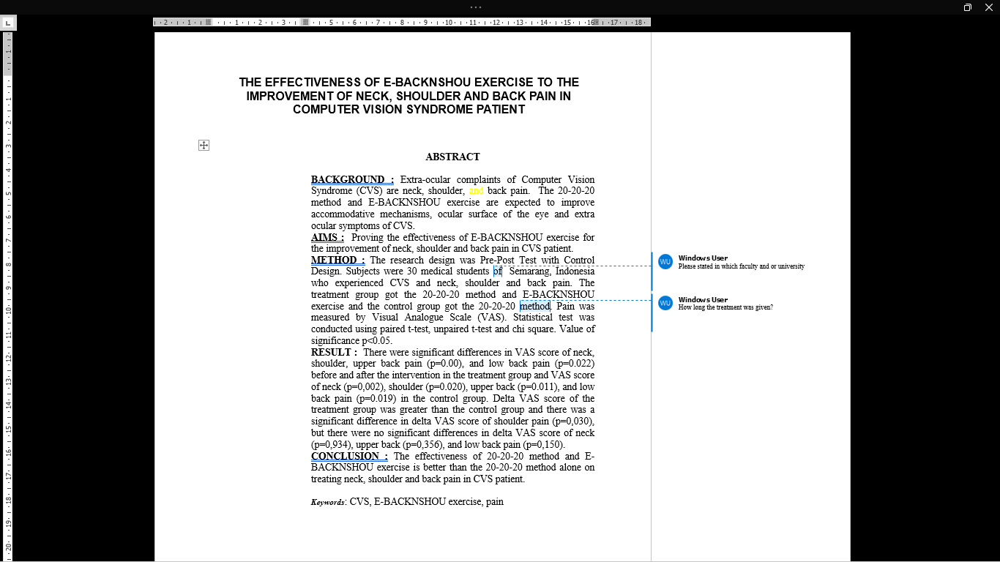 THE EFFECTIVENESS OF E-BACKNSHOU EXERCISE TO THE
IMPROVEMENT OF NECK, SHOULDER AND BACK PAIN IN
COMPUTER VISION SYNDROME PATIENT
ABSTRACT
BACKGROUND : Extra-ocular complaints of Computer Vision
Syndrome (CVS) are neck, shoulder, and back pain. The 20-20-20
method and E-BACKNSHOU exercise are expected to improve
accommodative mechanisms, ocular surface of the eye and extra
ocular symptoms of CVS.
AIMS : Proving the effectiveness of E-BACKNSHOU exercise for
the improvement of neck, shoulder and back pain in CVS patient.
METHOD : The research design was Pre-Post Test with Control
Design. Subjects were 30 medical students of Semarang, Indonesia
who experienced CVS and neck, shoulder and back pain. The
treatment group got the 20-20-20 method and E-BACKNSHOU
exercise and the control group got the 20-20-20 method. Pain was
measured by Visual Analogue Scale (VAS). Statistical test was
conducted using paired t-test, unpaired t-test and chi square. Value of
significance p<0.05.
RESULT : There were significant differences in VAS score of neck,
shoulder, upper back pain (p=0.00), and low back pain (p=0.022)
before and after the intervention in the treatment group and VAS score
of neck (p=0,002), shoulder (p=0.020), upper back (p=0.011), and low
back pain (p=0.019) in the control group. Delta VAS score of the
treatment group was greater than the control group and there was a
significant difference in delta VAS score of shoulder pain (p=0,030),
but there were no significant differences in delta VAS score of neck
(p=0,934), upper back (p=0,356), and low back pain (p=0,150).
CONCLUSION : The effectiveness of 20-20-20 method and E-
BACKNSHOU exercise is better than the 20-20-20 method alone on
treating neck, shoulder and back pain in CVS patient.
Keywords: CVS, E-BACKNSHOU exercise, pain
WU Windows User
Please stated in which faculty and or university
WU Windows User
How long the treatment was given?